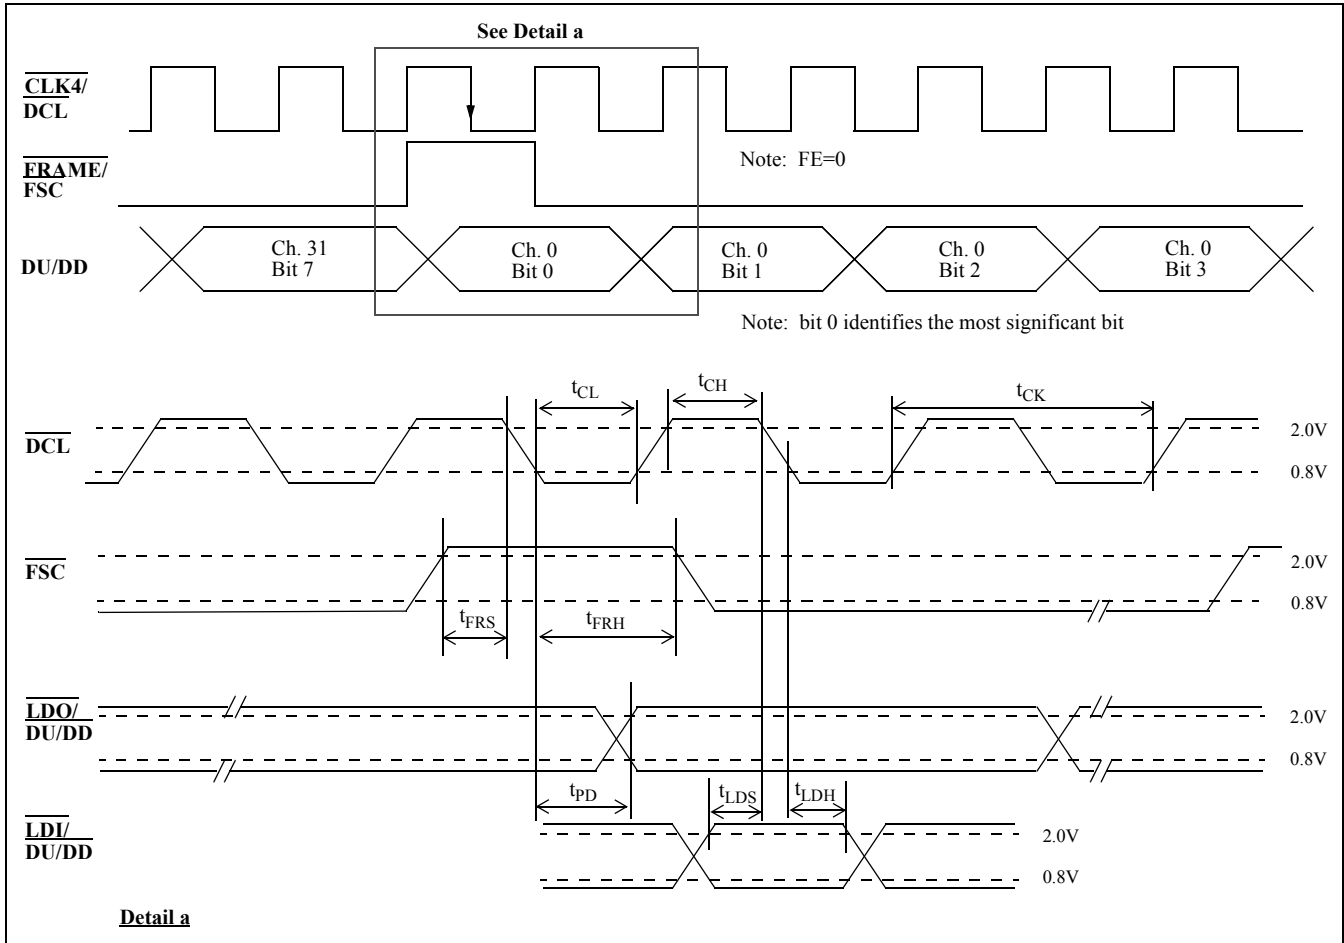 See Detail a
CLK4/
DCL
Note: FE=0
FRAME/
FSC
DU/DD
Ch. 31
Bit 7
Ch. 0
Bit 0
Ch. 0
Bit 1
Ch. 0
Bit 2
Ch. 0
Bit 3
Note: bit 0 identifies the most significant bit
tCL
tCH
tCK
DCL
2.0V
0.8V
FSC
2.0V
0.8V
tFRS
tFRH
LDO/
DU/DD
2.0V
0.8V
tPD
tLDS
tLDH
LDI/
DU/DD
2.0V
0.8V
Detail a